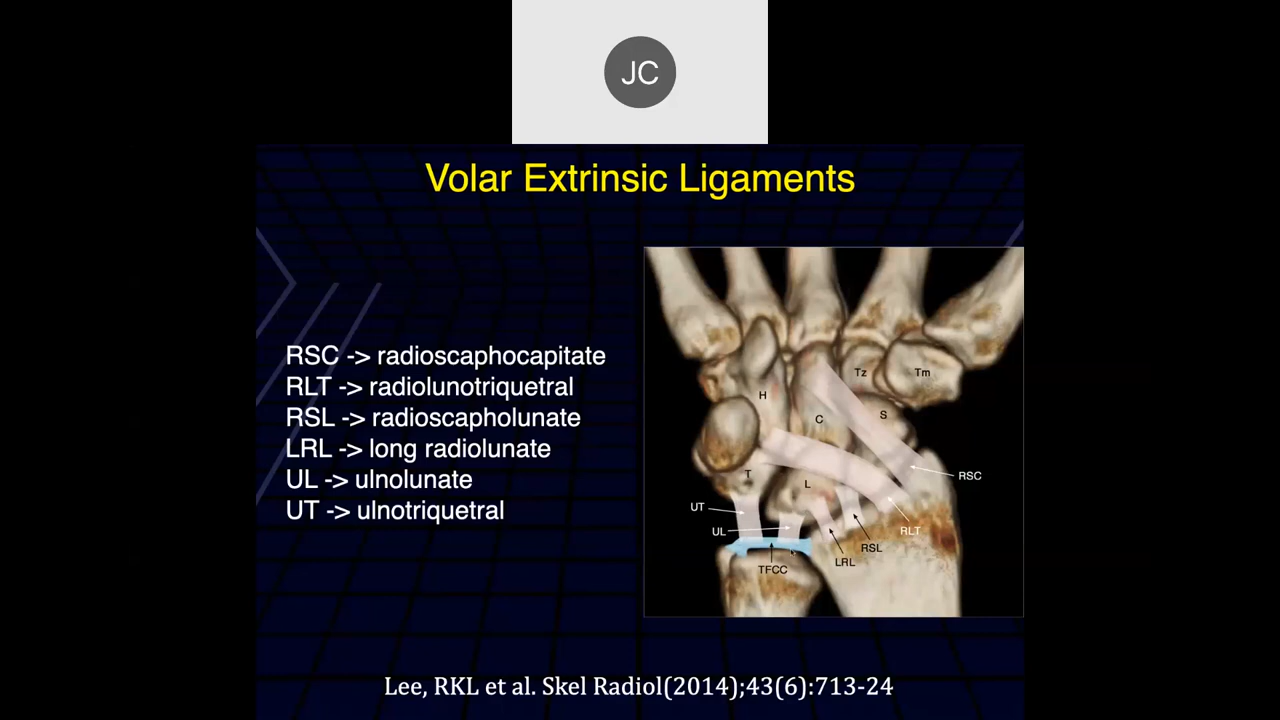 JC
Volar Extrinsic Ligaments
RSC -> radioscaphocapitate
RLT -> radiolunotriquetral
RSL -> radioscapholunate
LRL -> long radiolunate
UL -> ulnolunate
UT -> ulnotriquetral
Tz
Tm
H
S
C
T
L
RSC
UT
UL
RLT
RSL
LRL
TFCC
Lee, RKL et al. Skel Radiol(2014);43(6):713-24